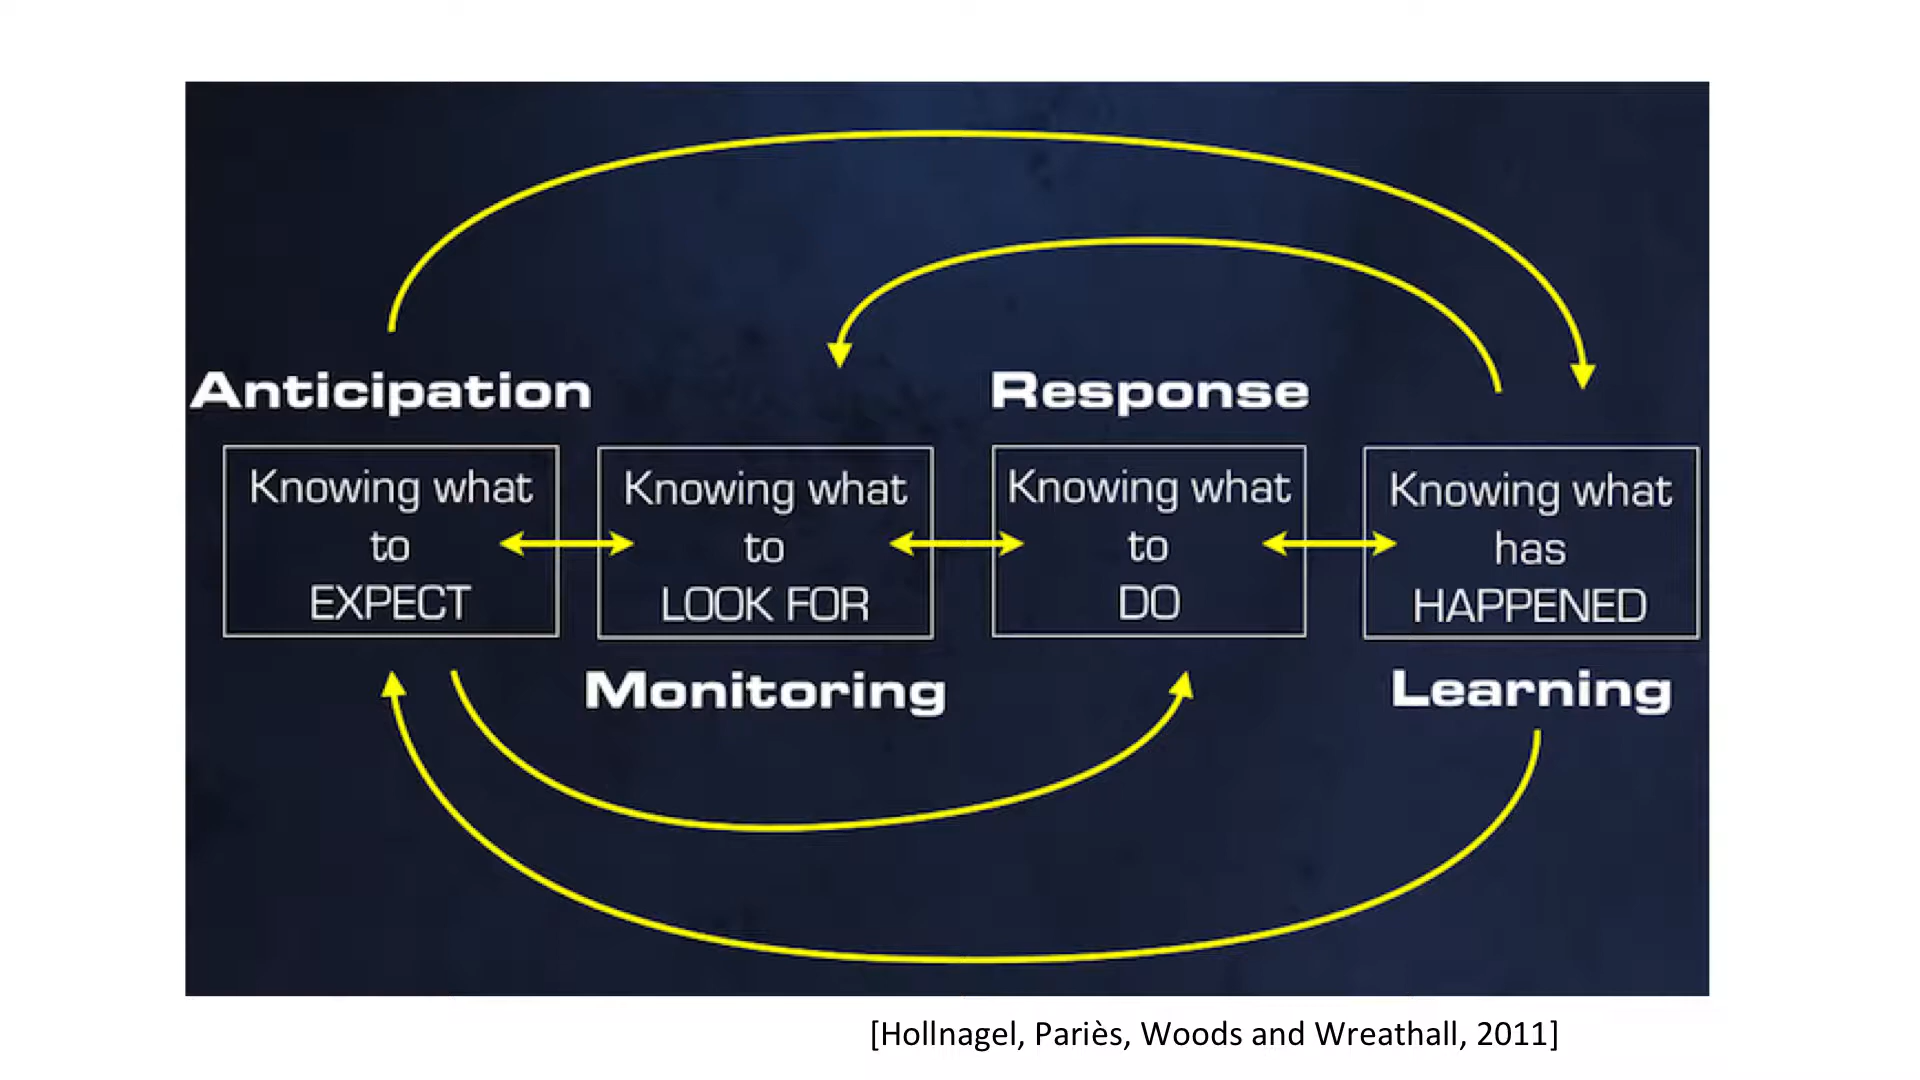 Anticipation
Knowing what
to
EXPECT
Knowing what
to
LOOK FOR
Monitoring
Response
Knowing what
to
DO
Knowing what
has
HAPPENED
Learning
[Hollnagel, Pariès, Woods and Wreathall, 2011]